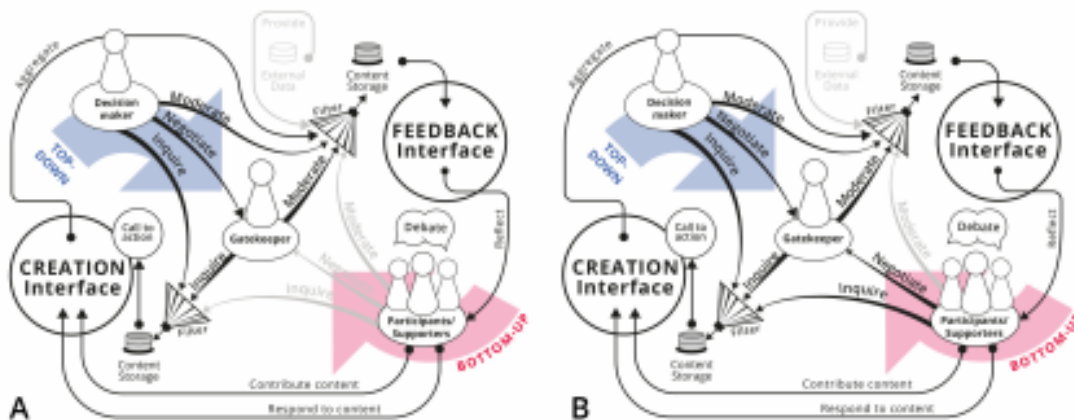 Provide
External
Data
Aggregate
Content
Storage
Decision
maker
Moderate
Negotiate
Inquire
TOP-
DOWN
Filter
FEEDBACK
Interface
Moderate
Moderate
Reflect
Debate
Call to
action
Gatekeeper
CREATION
Interface
Inquire
Negotiate
Inquire
Filter
Participants/
Supporters
BOTTOM-UP
Content
Storage
Contribute content
Respond to content
A
Provide
External
Data
Aggregate
Content
Storage
Decision
maker
Moderate
Negotiate
Inquire
TOP-
DOWN
Filter
FEEDBACK
Interface
Moderate
Moderate
Reflect
Debate
Call to
action
Gatekeeper
CREATION
Interface
Inquire
Negotiate
Inquire
Filter
Participants/
Supporters
BOTTOM-UP
Content
Storage
Contribute content
Respond to content
B